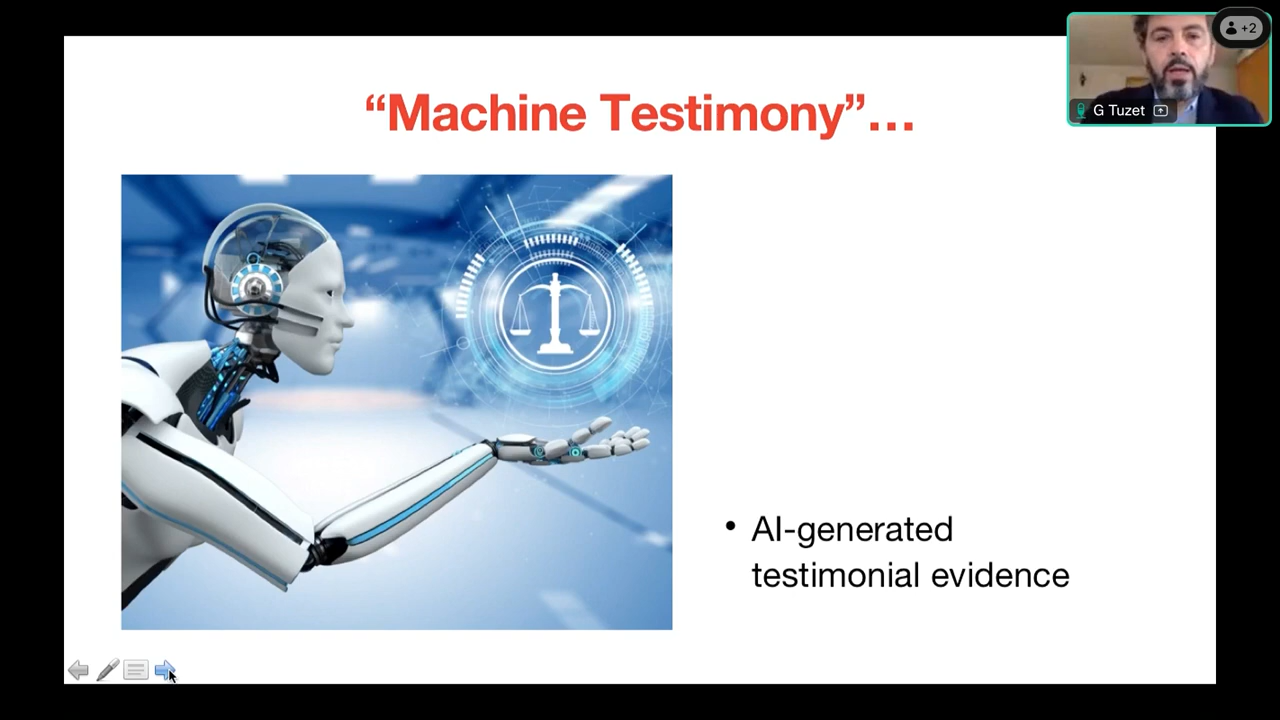 “Machine Testimony”…
+2
G Tuzet
• AI-generated
testimonial evidence